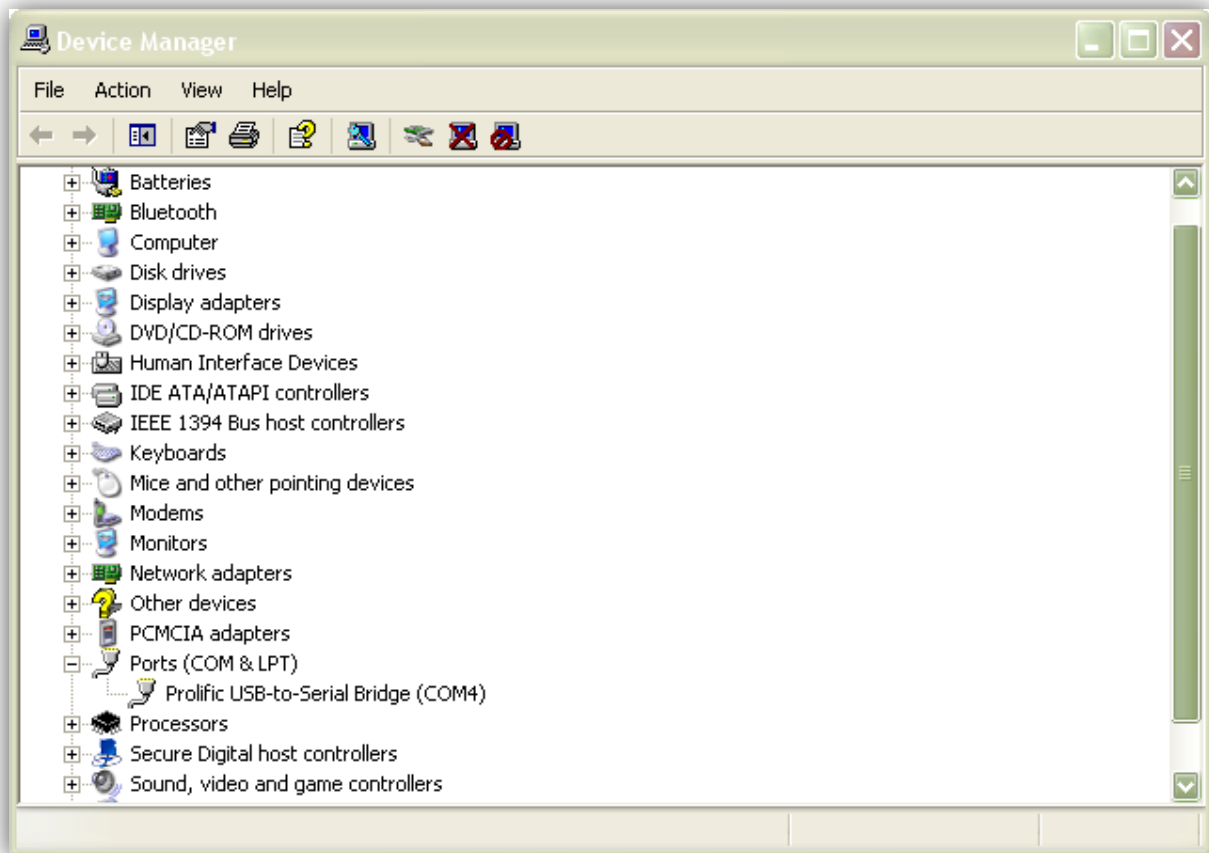 Device Manager
File Action View Help
Batteries
Bluetooth
Computer
Disk drives
Display adapters
DVD/CD-ROM drives
Human Interface Devices
IDE ATA/ATAPI controllers
IEEE 1394 Bus host controllers
Keyboards
Mice and other pointing devices
Modems
Monitors
Network adapters
Other devices
PCMCIA adapters
Ports (COM & LPT)
Prolific USB-to-Serial Bridge (COM4)
Processors
Secure Digital host controllers
Sound, video and game controllers